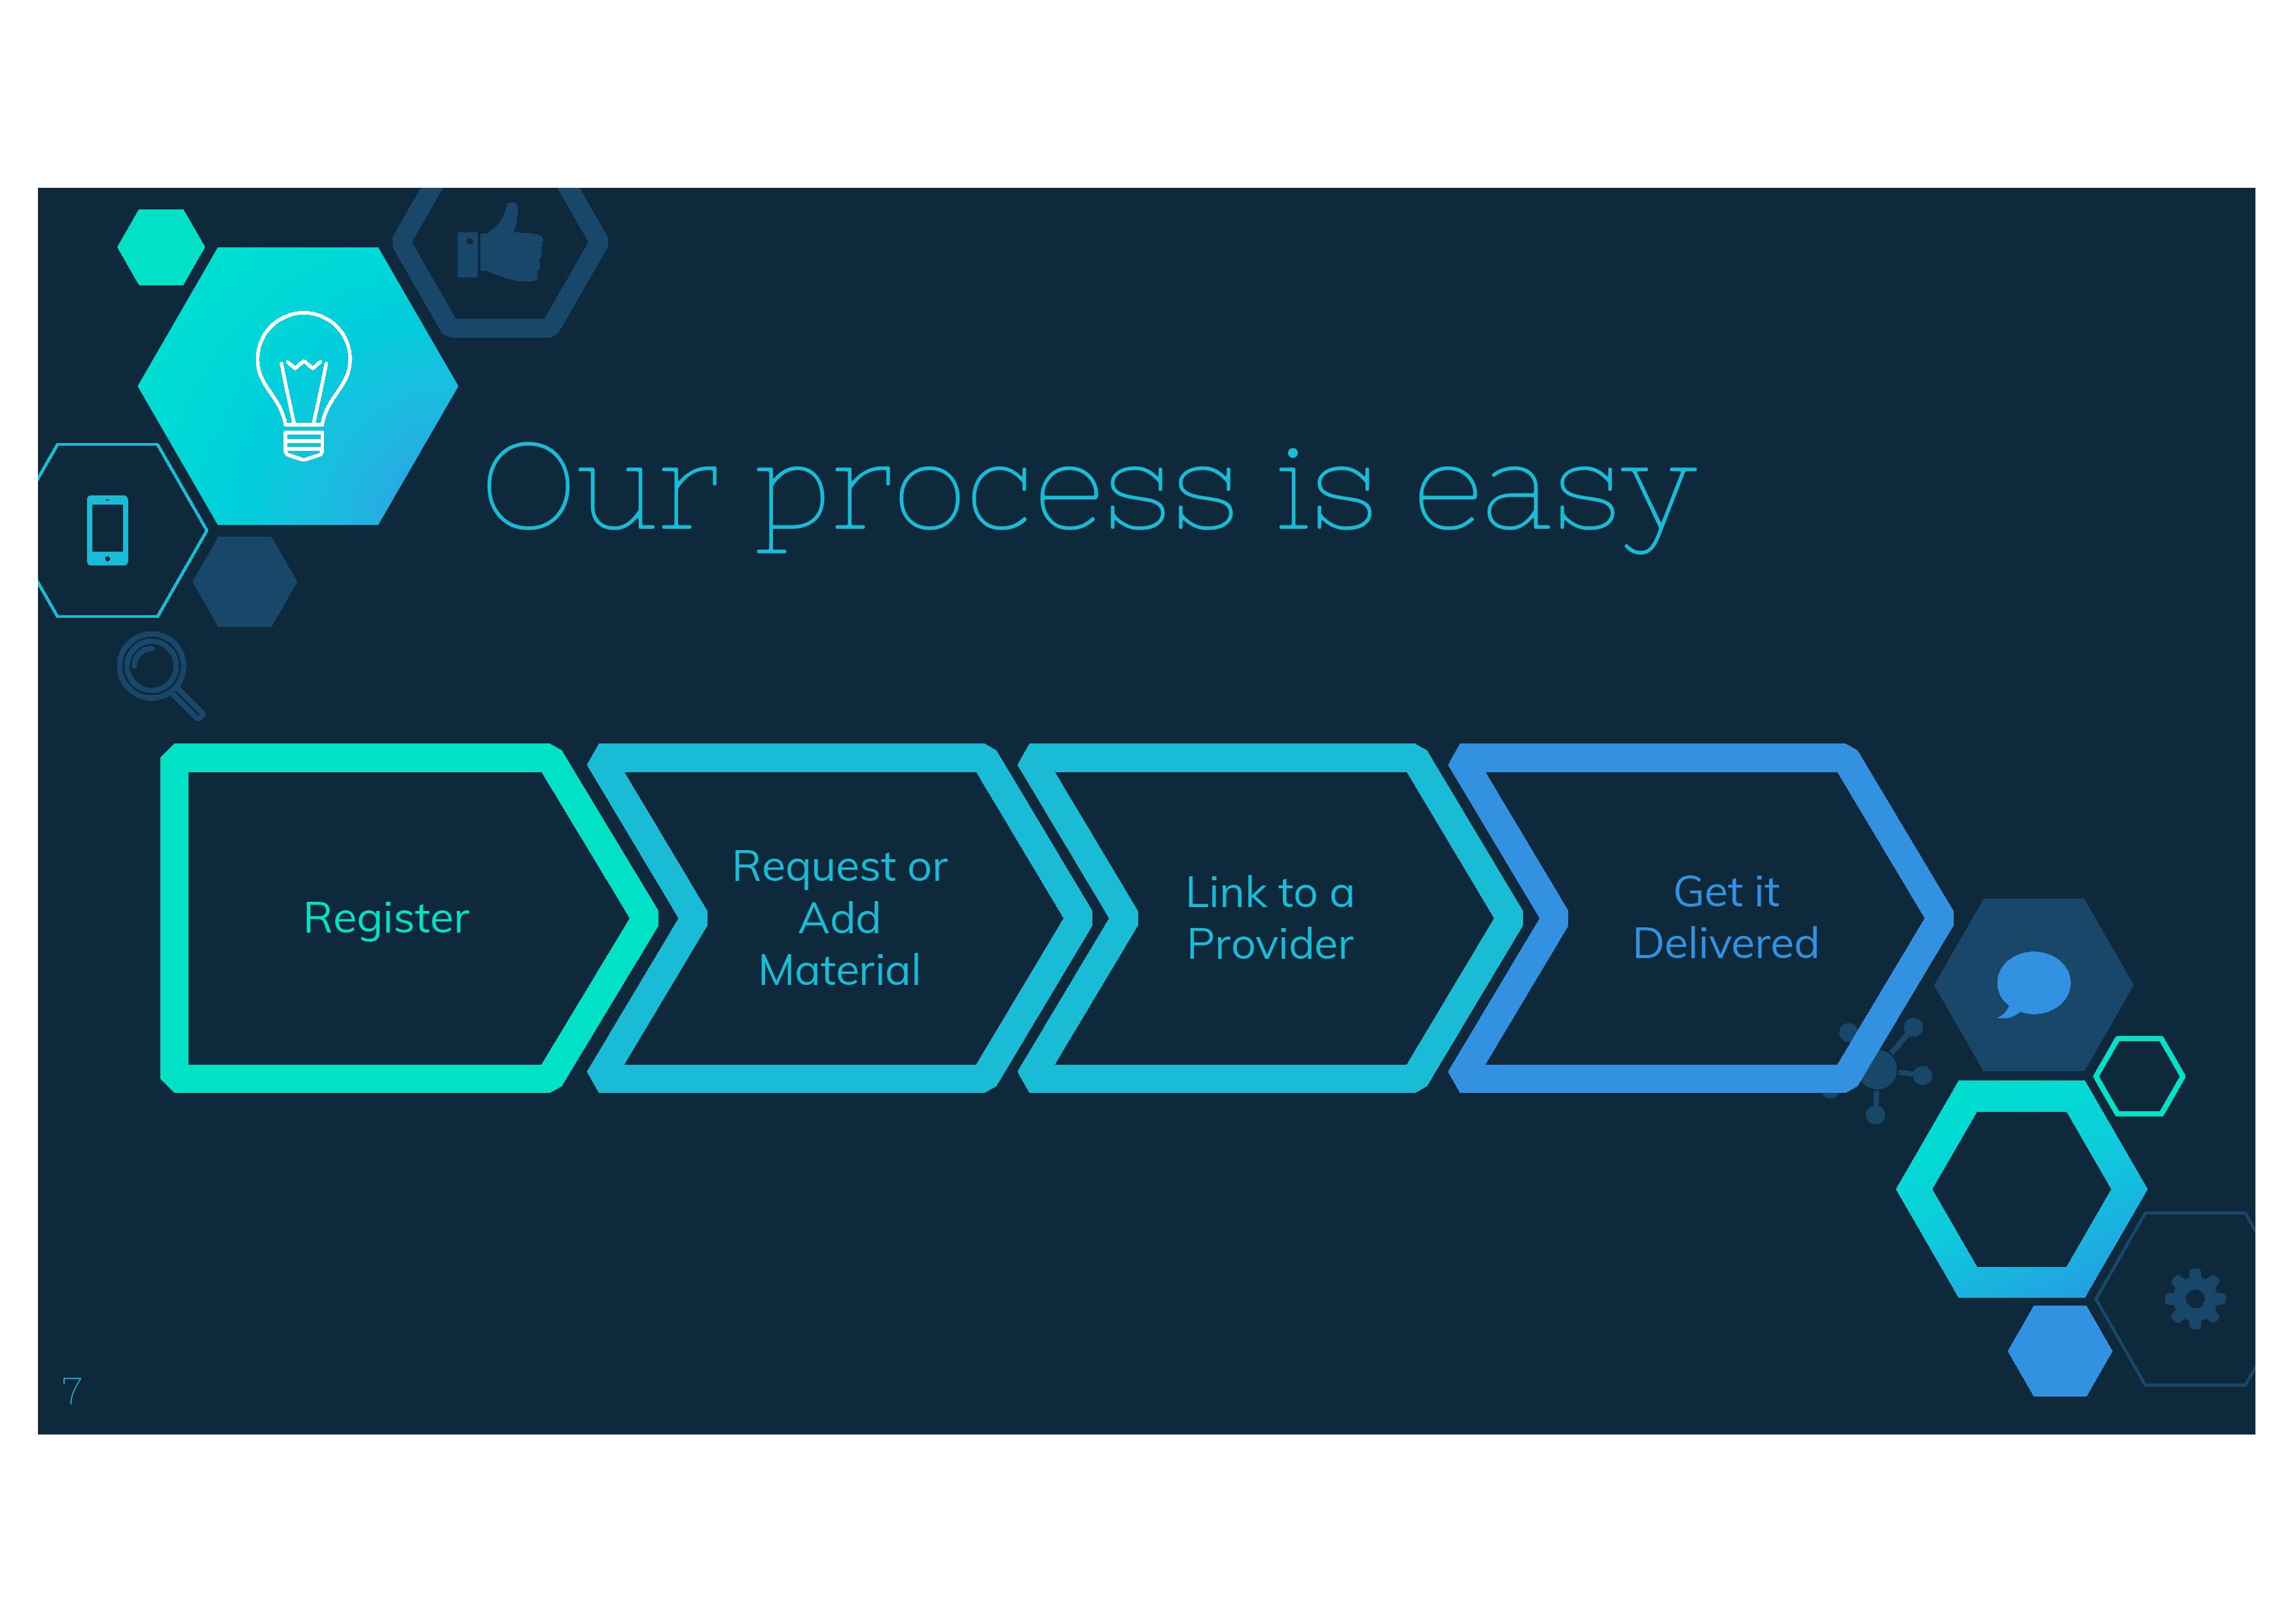 Our process is easy
Register
Request or
Add
Material
Link to a
Provider
Get it
Delivered
7